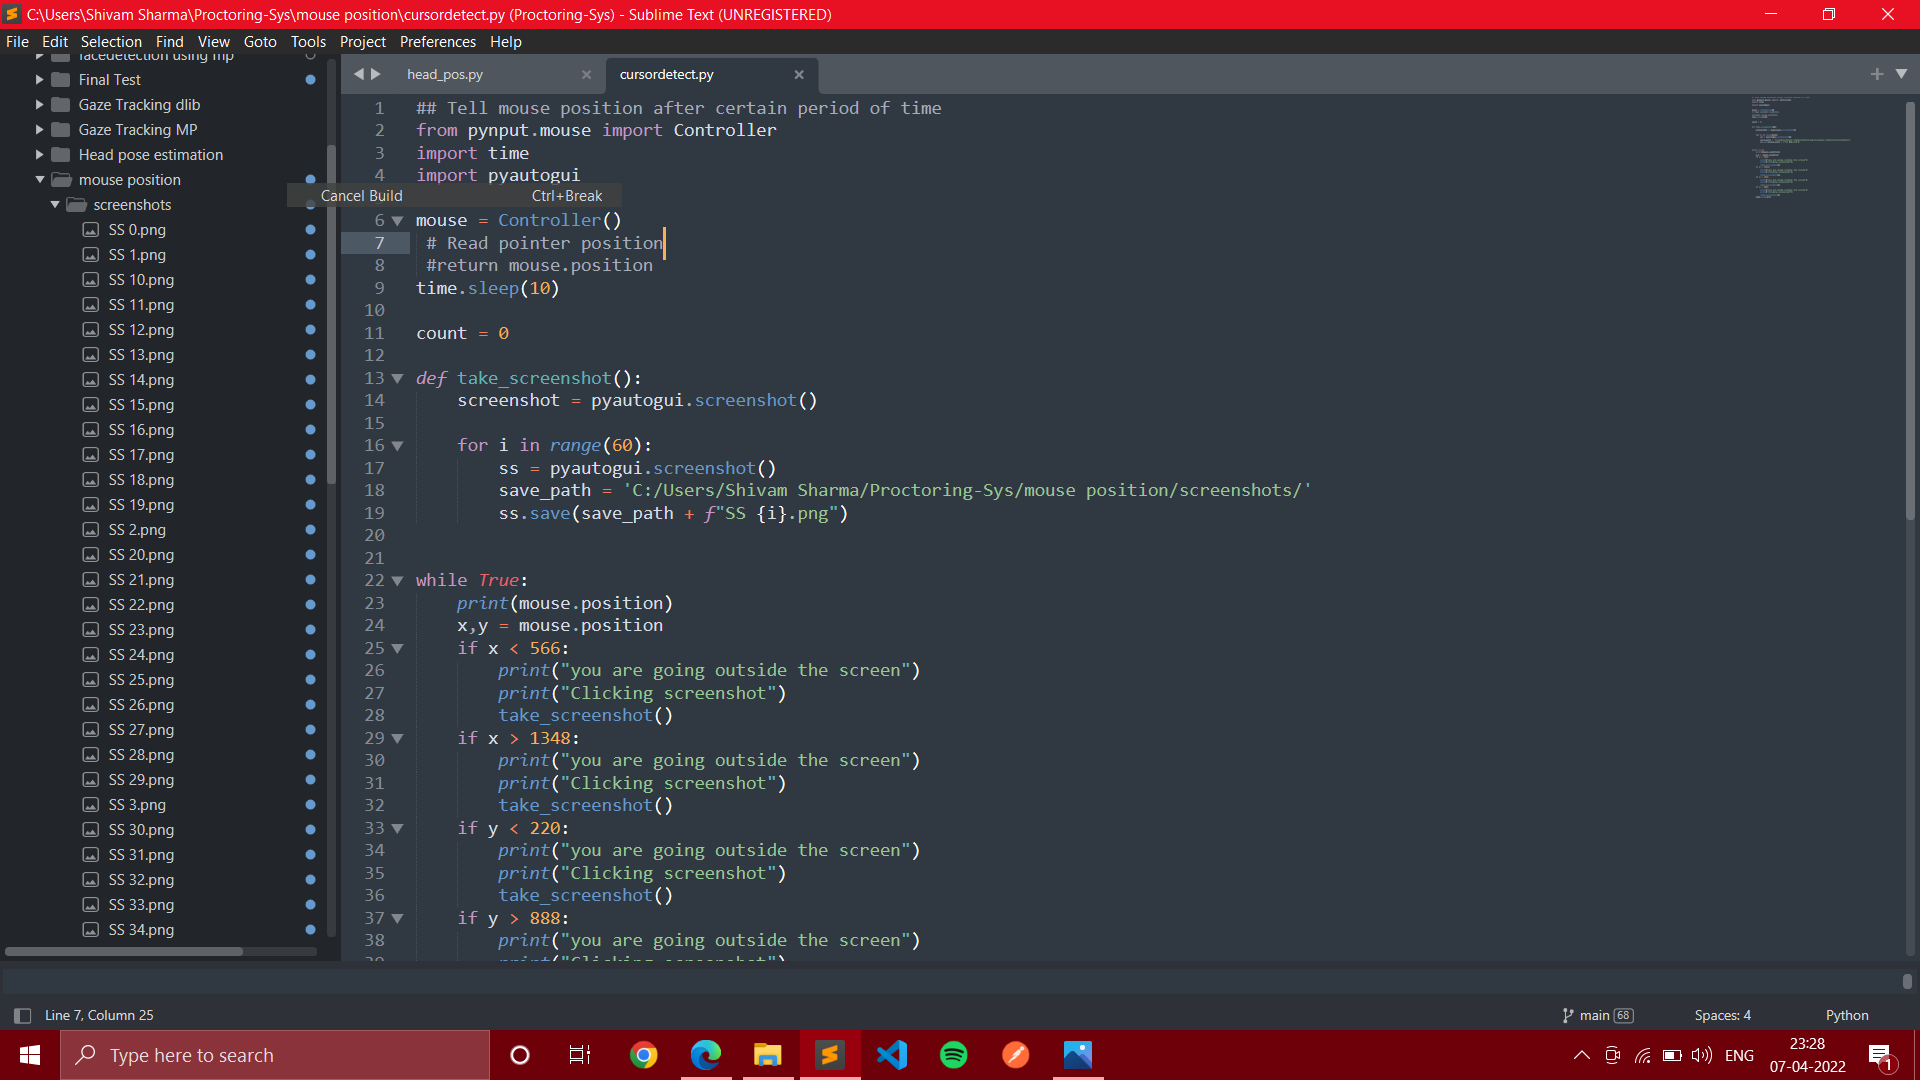 C:\Users\Shivam Sharma\Proctoring-Sys\mouse position\cursordetect.py (Proctoring-Sys) - Sublime Text (UNREGISTERED)
File Edit Selection Find View Goto Tools Project Preferences Help
facedetection using mp
Final Test
Gaze Tracking dlib
Gaze Tracking MP
Head pose estimation
mouse position
screenshots
SS 0.png
SS 1.png
SS 10.png
SS 11.png
SS 12.png
SS 13.png
SS 14.png
SS 15.png
SS 16.png
SS 17.png
SS 18.png
SS 19.png
SS 2.png
SS 20.png
SS 21.png
SS 22.png
SS 23.png
SS 24.png
SS 25.png
SS 26.png
SS 27.png
SS 28.png
SS 29.png
SS 3.png
SS 30.png
SS 31.png
SS 32.png
SS 33.png
SS 34.png
Cancel Build Ctrl+Break
head_pos.py
cursordetect.py
1 ## Tell mouse position after certain period of time
2 from pynput.mouse import Controller
3 import time
4 import pyautogui
6 mouse = Controller()
7 # Read pointer position
8 #return mouse.position
9 time.sleep(10)
10
11 count = 0
12
13 def take_screenshot():
14 screenshot = pyautogui.screenshot()
15
16 for i in range(60):
17 ss = pyautogui.screenshot()
18 save_path = 'C:/Users/Shivam Sharma/Proctoring-Sys/mouse position/screenshots/'
19 ss.save(save_path + f"SS {i}.png")
20
21
22 while True:
23 print(mouse.position)
24 x,y = mouse.position
25 if x < 566:
26 print("you are going outside the screen")
27 print("Clicking screenshot")
28 take_screenshot()
29 if x > 1348:
30 print("you are going outside the screen")
31 print("Clicking screenshot")
32 take_screenshot()
33 if y < 220:
34 print("you are going outside the screen")
35 print("Clicking screenshot")
36 take_screenshot()
37 if y > 888:
38 print("you are going outside the screen")
39 print("Clicking screenshot")
Line 7, Column 25
main 68
Spaces: 4
Python
Type here to search
ENG
23:28
07-04-2022
1